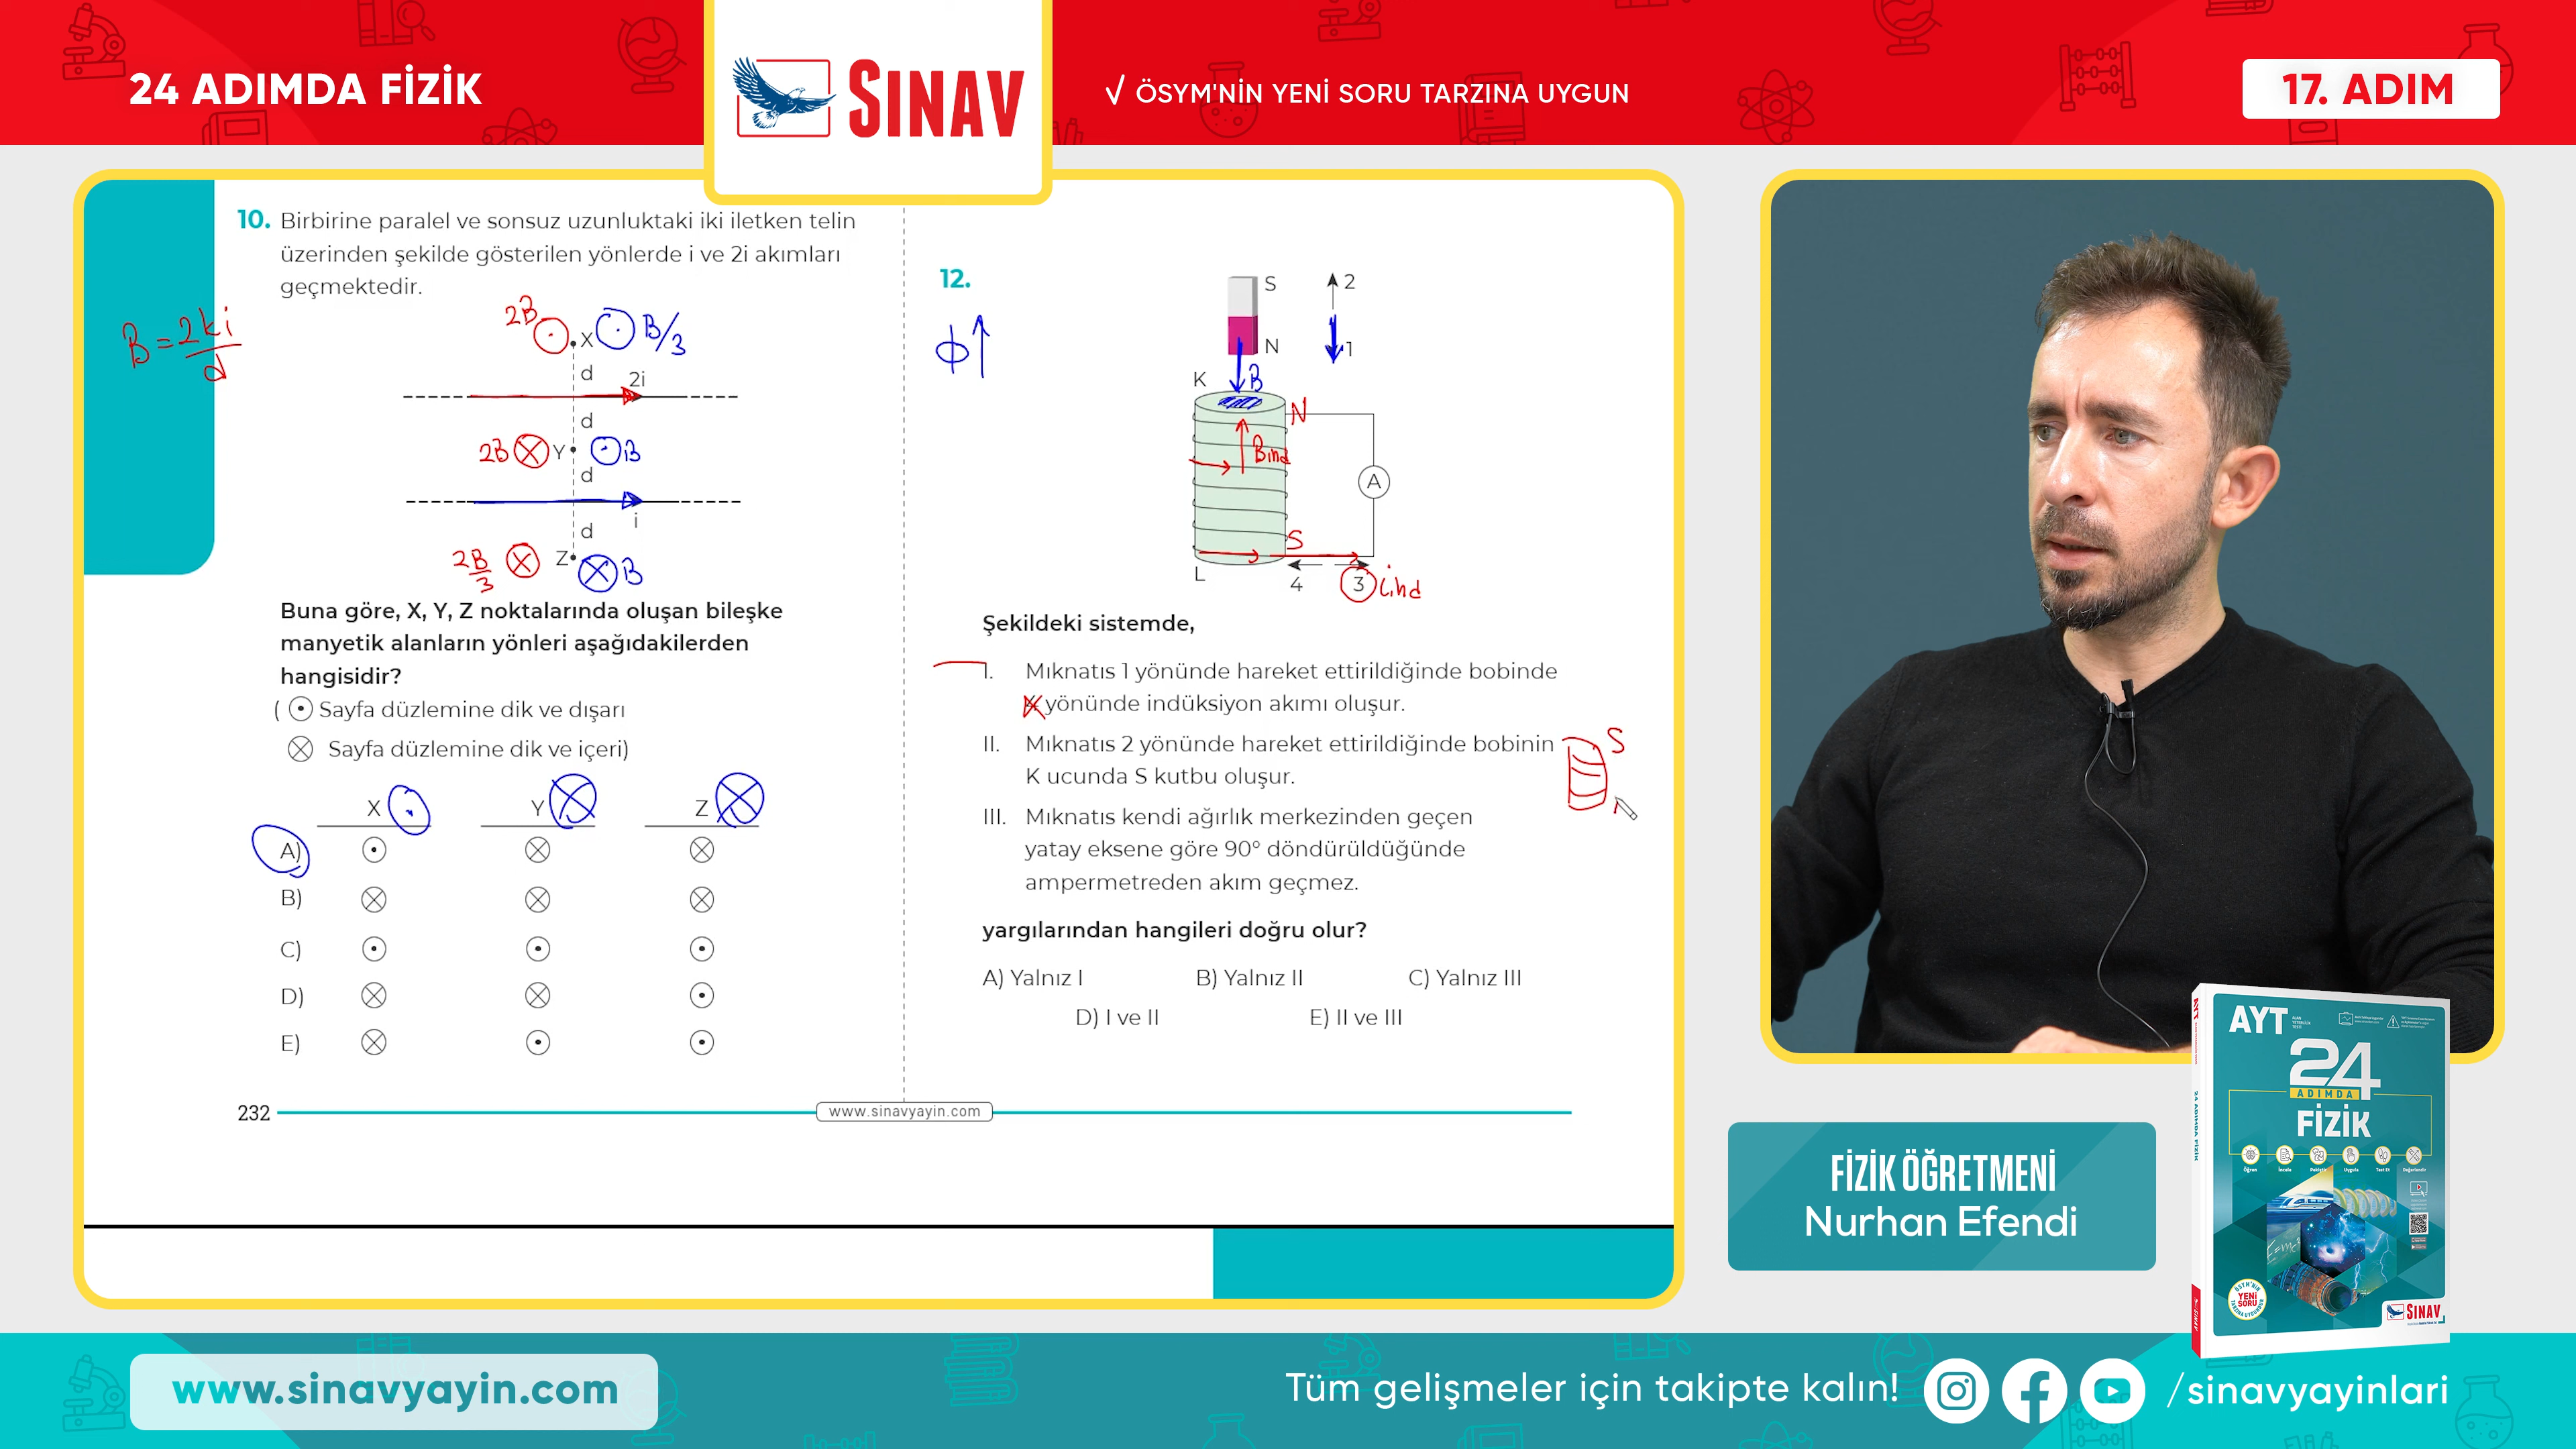 24 ADIMDA FİZİK
SINAV
√ ÖSYM'NİN YENİ SORU TARZINA UYGUN
17. ADIM
10. Birbirine paralel ve sonsuz uzunluktaki iki iletken telin
üzerinden şekilde gösterilen yönlerde i ve 2i akımları
geçmektedir.
B = 2ki/d
2B
X
B/3
d
2i
d
2B
Y
B
d
i
d
2B/3
Z
B
Buna göre, X, Y, Z noktalarında oluşan bileşke
manyetik alanların yönleri aşağıdakilerden
hangisidir?
( ⊙ Sayfa düzlemine dik ve dışarı
⊗ Sayfa düzlemine dik ve içeri)
X Y Z
A) ⊙ ⊗ ⊗
B) ⊗ ⊗ ⊗
C) ⊙ ⊙ ⊙
D) ⊗ ⊗ ⊙
E) ⊗ ⊙ ⊙
232
www.sinavyayin.com
12.
ϕ↑
S
2
N
1
K
B
N
Bind
A
S
L
4
3
iind
Şekildeki sistemde,
I. Mıknatıs 1 yönünde hareket ettirildiğinde bobinde
yönünde indüksiyon akımı oluşur.
II. Mıknatıs 2 yönünde hareket ettirildiğinde bobinin
K ucunda S kutbu oluşur.
S
III. Mıknatıs kendi ağırlık merkezinden geçen
yatay eksene göre 90° döndürüldüğünde
ampermetreden akım geçmez.
yargılarından hangileri doğru olur?
A) Yalnız I B) Yalnız II C) Yalnız III
D) I ve II E) II ve III
FİZİK ÖĞRETMENİ
Nurhan Efendi
AYT
24
ADIMDA
FİZİK
YENİ
SORU
SINAV
www.sinavyayin.com
Tüm gelişmeler için takipte kalın!
/sinavyayinlari